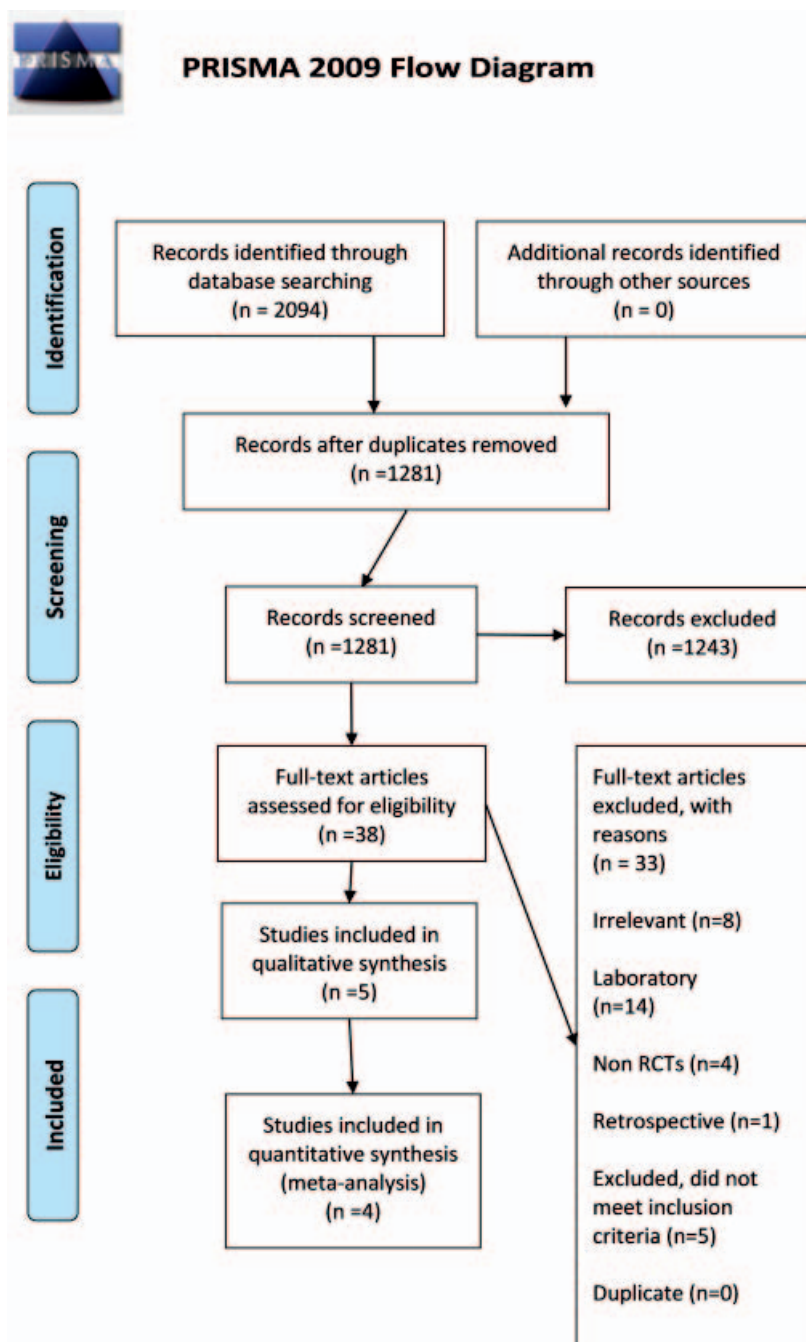 PRISMA
PRISMA 2009 Flow Diagram
Identification
Records identified through
database searching
(n = 2094)
Additional records identified
through other sources
(n = 0)
Records after duplicates removed
(n =1281)
Screening
Records screened
(n =1281)
Records excluded
(n =1243)
Eligibility
Full-text articles
assessed for eligibility
(n =38)
Full-text articles
excluded, with
reasons
(n = 33)
Irrelevant (n=8)
Laboratory
(n=14)
Non RCTs (n=4)
Retrospective (n=1)
Excluded, did not
meet inclusion
criteria (n=5)
Duplicate (n=0)
Studies included in
qualitative synthesis
(n =5)
Included
Studies included in
quantitative synthesis
(meta-analysis)
(n =4)